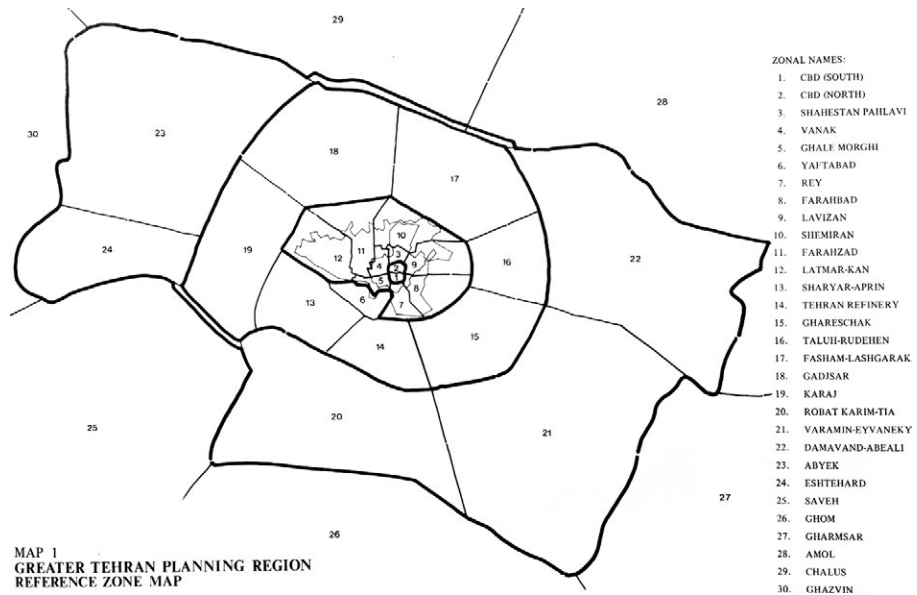 29
28
30
23
18
17
10
11
3
12
4
9
2
1
5
8
6
7
16
22
24
19
13
14
15
20
21
25
26
27
ZONAL NAMES:
1. CBD (SOUTH)
2. CBD (NORTH)
3. SHAHESTAN PAHLAVI
4. VANAK
5. GHALE MORGHI
6. YAFTABAD
7. REY
8. FARAHBAD
9. LAVIZAN
10. SHEMIRAN
11. FARAHZAD
12. LATMAR-KAN
13. SHARYAR-APRIN
14. TEHRAN REFINERY
15. GHARESCHAK
16. TALUH-RUDEHEN
17. FASHAM-LASHGARAK
18. GADJSAR
19. KARAJ
20. ROBAT KARIM-TIA
21. VARAMIN-EYVANEKY
22. DAMAVAND-ABEALI
23. ABYEK
24. ESHTEHARD
25. SAVEH
26. GHOM
27. GHARMSAR
28. AMOL
29. CHALUS
30. GHAZVIN
MAP 1
GREATER TEHRAN PLANNING REGION
REFERENCE ZONE MAP